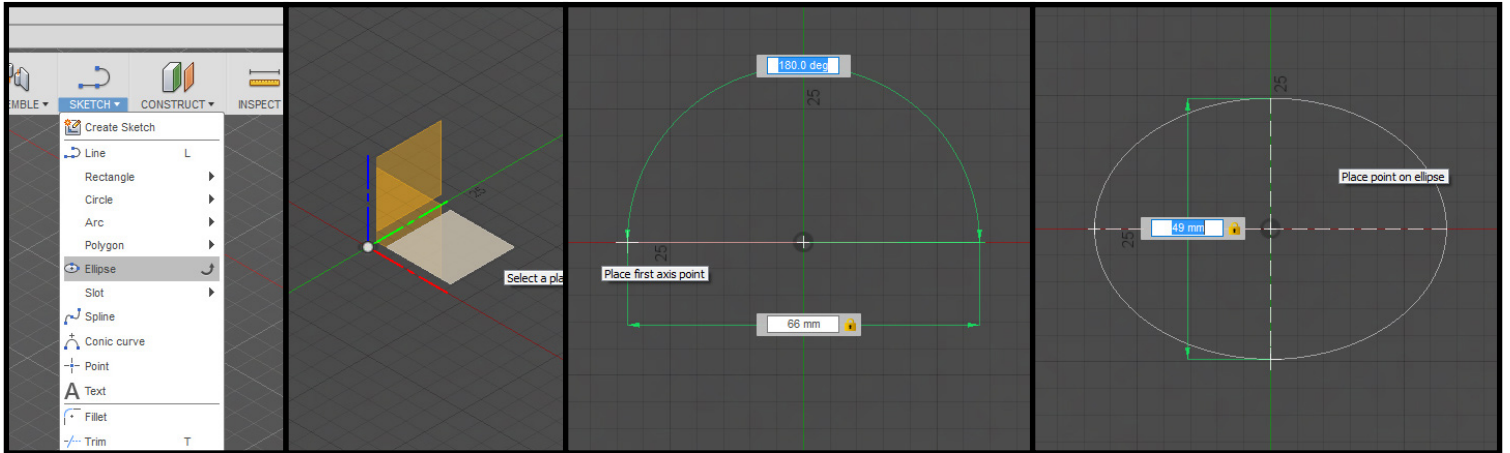 EMBLE
SKETCH
CONSTRUCT
INSPECT
Create Sketch
Line L
Rectangle
Circle
Arc
Polygon
Ellipse
Slot
Spline
Conic curve
Point
A Text
Fillet
Trim T
25
Select a pla
180.0 deg
25
25
Place first axis point
66 mm
25
Place point on ellipse
49 mm
25